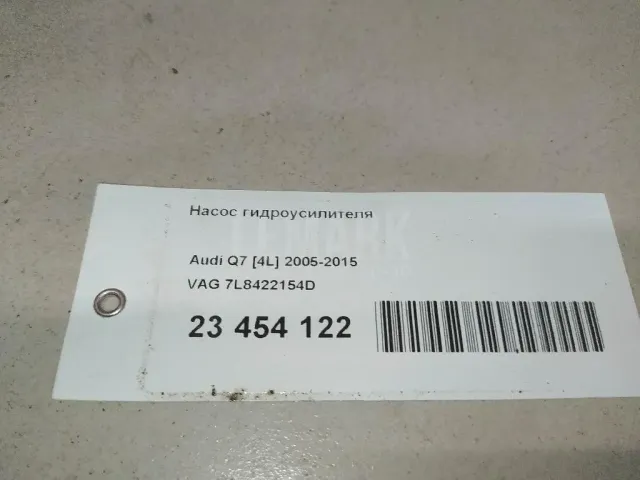 Насос гидроусилителя
Audi Q7 [4L] 2005-2015
VAG 7L8422154D
23 454 122